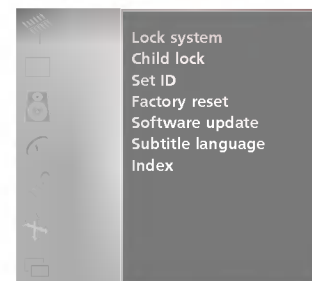 Lock system
Child lock
Set ID
Factory reset
Software update
Subtitle language
Index